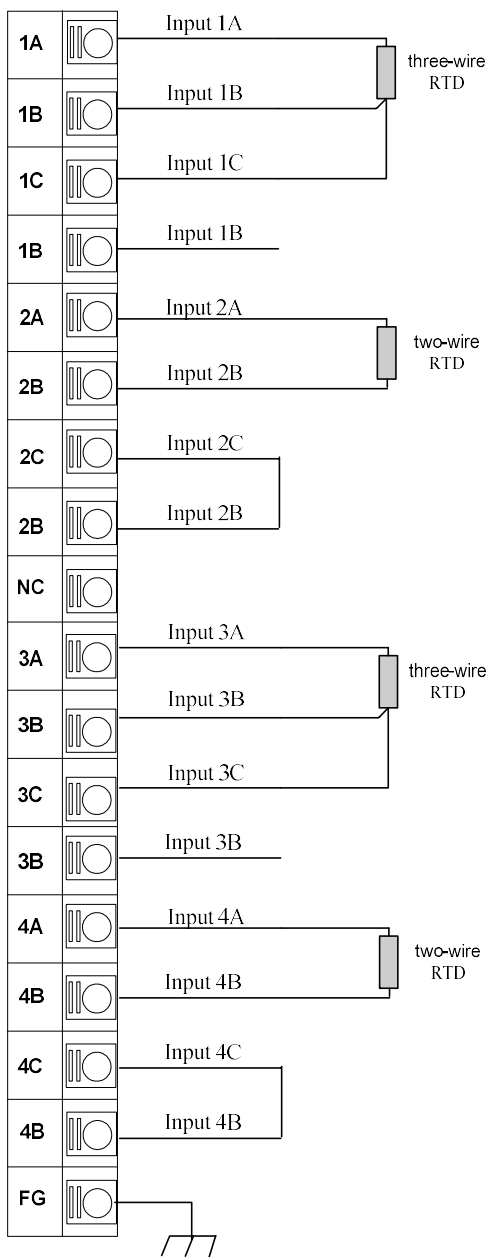 1A
Input 1A
three-wire
RTD
1B
Input 1B
1C
Input 1C
1B
Input 1B
2A
Input 2A
two-wire
RTD
2B
Input 2B
2C
Input 2C
2B
Input 2B
NC
3A
Input 3A
three-wire
RTD
3B
Input 3B
3C
Input 3C
3B
Input 3B
4A
Input 4A
two-wire
RTD
4B
Input 4B
4C
Input 4C
4B
Input 4B
FG